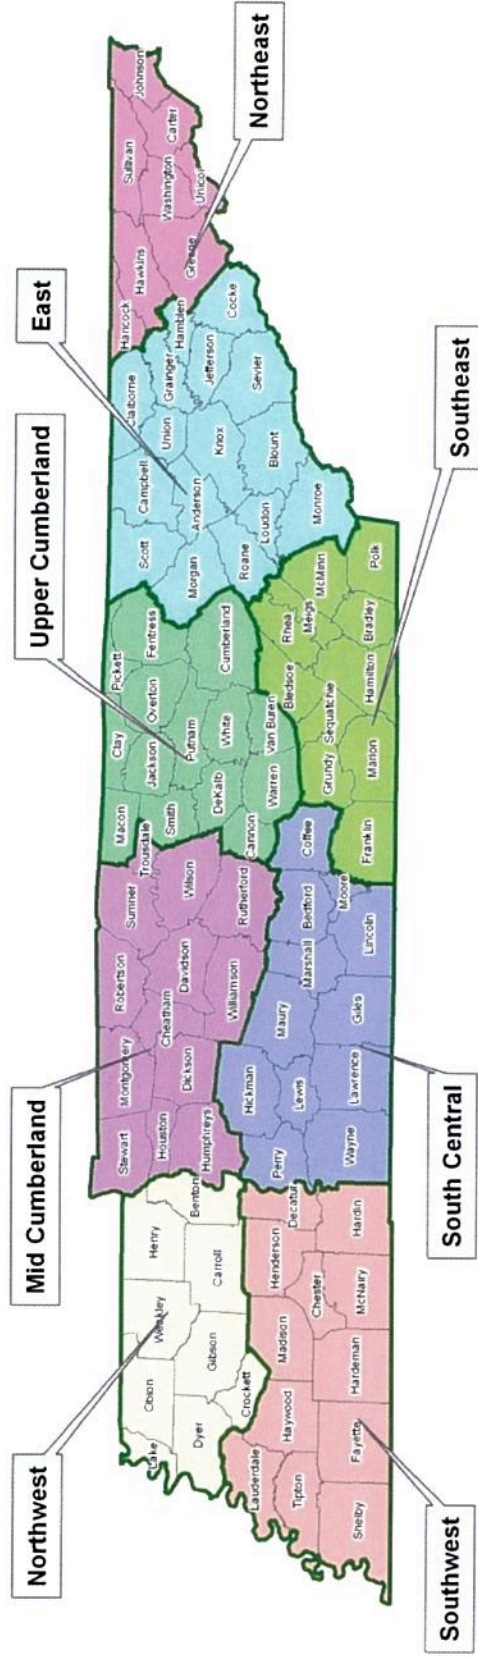 Northwest
Mid Cumberland
Upper Cumberland
East
Northeast
Southwest
South Central
Southeast
Lake
Obion
Weakley
Henry
Dyer
Gibson
Carroll
Benton
Crockett
Lauderdale
Tipton
Haywood
Madison
Henderson
Decatur
Chester
Shelby
Fayette
Hardeman
McNairy
Hardin
Stewart
Montgomery
Robertson
Sumner
Houston
Cheatham
Dickson
Davidson
Wilson
Trousdale
Humphreys
Williamson
Rutherford
Hickman
Perry
Lewis
Maury
Marshall
Bedford
Coffee
Moore
Wayne
Lawrence
Giles
Lincoln
Macon
Clay
Pickett
Jackson
Overton
Fentress
Smith
Putnam
DeKalb
White
Cumberland
Cannon
Warren
Van Buren
Bledsoe
Rhea
Meigs
McMinn
Grundy
Sequatchie
Franklin
Marion
Hamilton
Bradley
Polk
Scott
Campbell
Claiborne
Morgan
Anderson
Union
Grainger
Hamblen
Roane
Knox
Jefferson
Loudon
Blount
Sevier
Cocke
Monroe
Hancock
Hawkins
Sullivan
Johnson
Greene
Washington
Carter
Unicoi